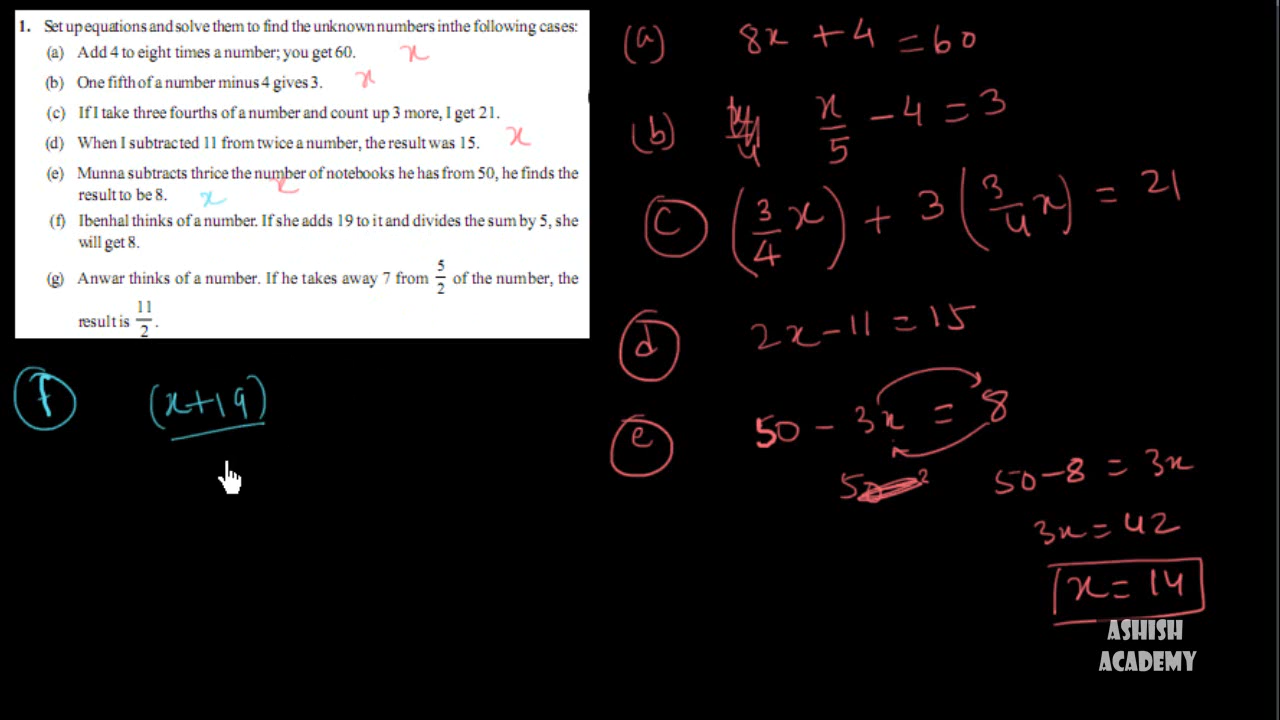 1. Set up equations and solve them to find the unknown numbers inthe following cases:
(a) Add 4 to eight times a number; you get 60. x
(b) One fifth of a number minus 4 gives 3. x
(c) If I take three fourths of a number and count up 3 more, I get 21.
(d) When I subtracted 11 from twice a number, the result was 15. x
(e) Munna subtracts thrice the number of notebooks he has from 50, he finds the
x
result to be 8. x
(f) Ibenhal thinks of a number. If she adds 19 to it and divides the sum by 5, she
will get 8.
(g) Anwar thinks of a number. If he takes away 7 from 5/2 of the number, the
result is 11/2.
(f) (x+19)
(a) 8x + 4 = 60
(b) x/5 - 4 = 3
(c) (3/4 x) + 3 (3/4 x) = 21
(d) 2x - 11 = 15
(e) 50 - 3x = 8
50 - 8 = 3x
3x = 42
x = 14
ASHISH
ACADEMY